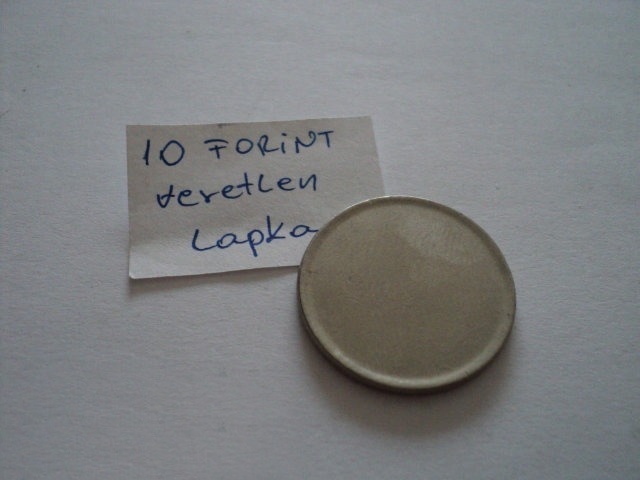 10 FORiNT
veretlen
Lapka